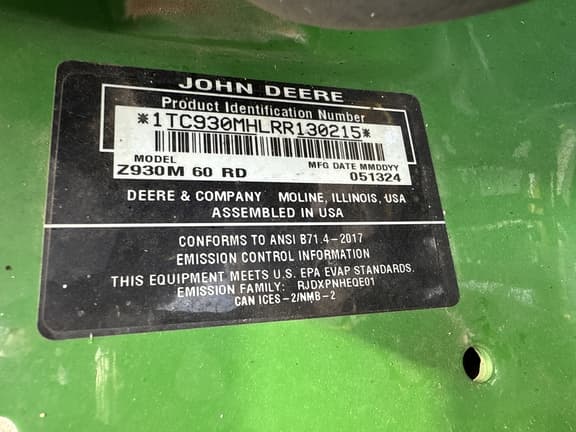 JOHN DEERE
Product Identification Number
*1TC930MHLRR130215*
MODEL MFG DATE MMDDYY
Z930M 60 RD 051324
DEERE & COMPANY MOLINE, ILLINOIS, USA
ASSEMBLED IN USA
CONFORMS TO ANSI B71.4-2017
EMISSION CONTROL INFORMATION
THIS EQUIPMENT MEETS U.S. EPA EVAP STANDARDS.
EMISSION FAMILY: RJDXPNHEQE01
CAN ICES-2/NMB-2